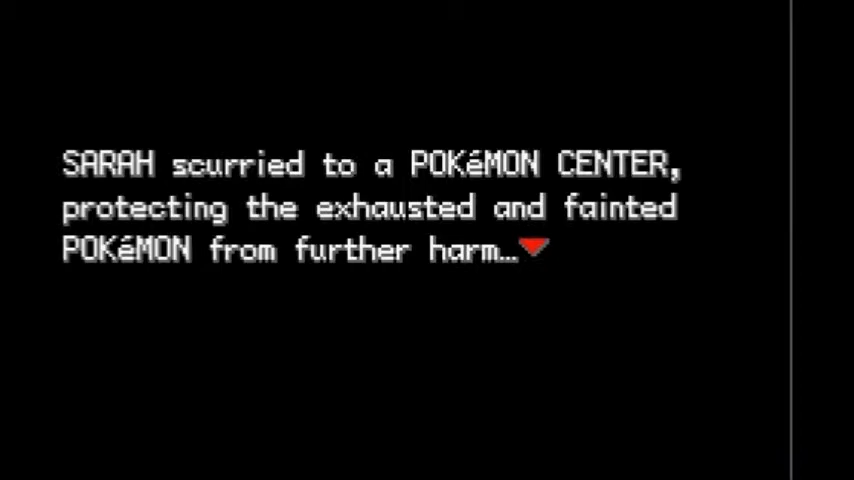 SARAH scurried to a POKéMON CENTER,
protecting the exhausted and fainted
POKéMON from further harm…